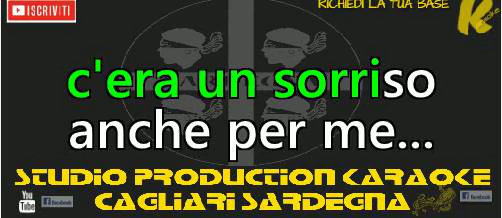 ISCRIVITI
RICHIEDI LA TUA BASE
c'era un sorriso
anche per me...
STUDIO PRODUCTION KARAOKE
CAGLIARI SARDEGNA
You
Tube
facebook
facebook